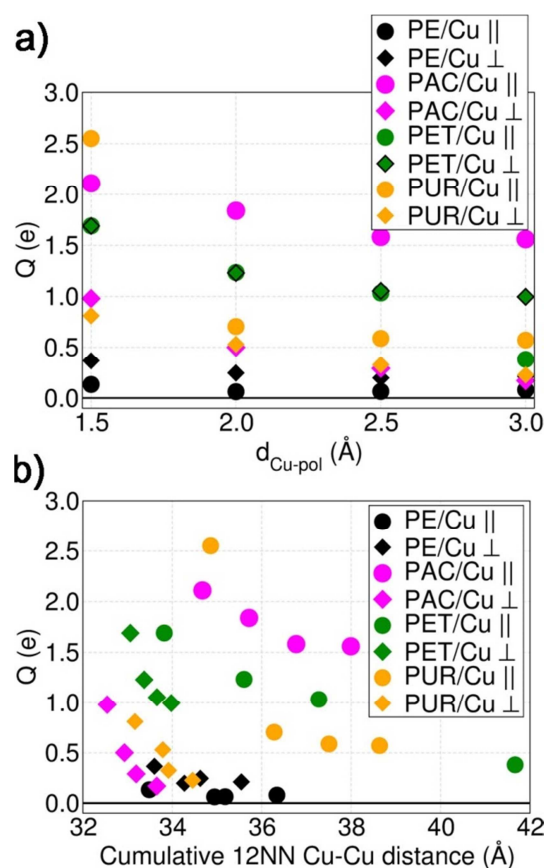 a)
PE/Cu ||
PE/Cu ⊥
PAC/Cu ||
PAC/Cu ⊥
PET/Cu ||
PET/Cu ⊥
PUR/Cu ||
PUR/Cu ⊥
3.0
2.5
2.0
1.5
1.0
0.5
0.0
Q (e)
1.5 2.0 2.5 3.0
d_Cu-pol (Å)
b)
3.0
2.5
2.0
1.5
1.0
0.5
0.0
Q (e)
PE/Cu ||
PE/Cu ⊥
PAC/Cu ||
PAC/Cu ⊥
PET/Cu ||
PET/Cu ⊥
PUR/Cu ||
PUR/Cu ⊥
32 34 36 38 40 42
Cumulative 12NN Cu-Cu distance (Å)